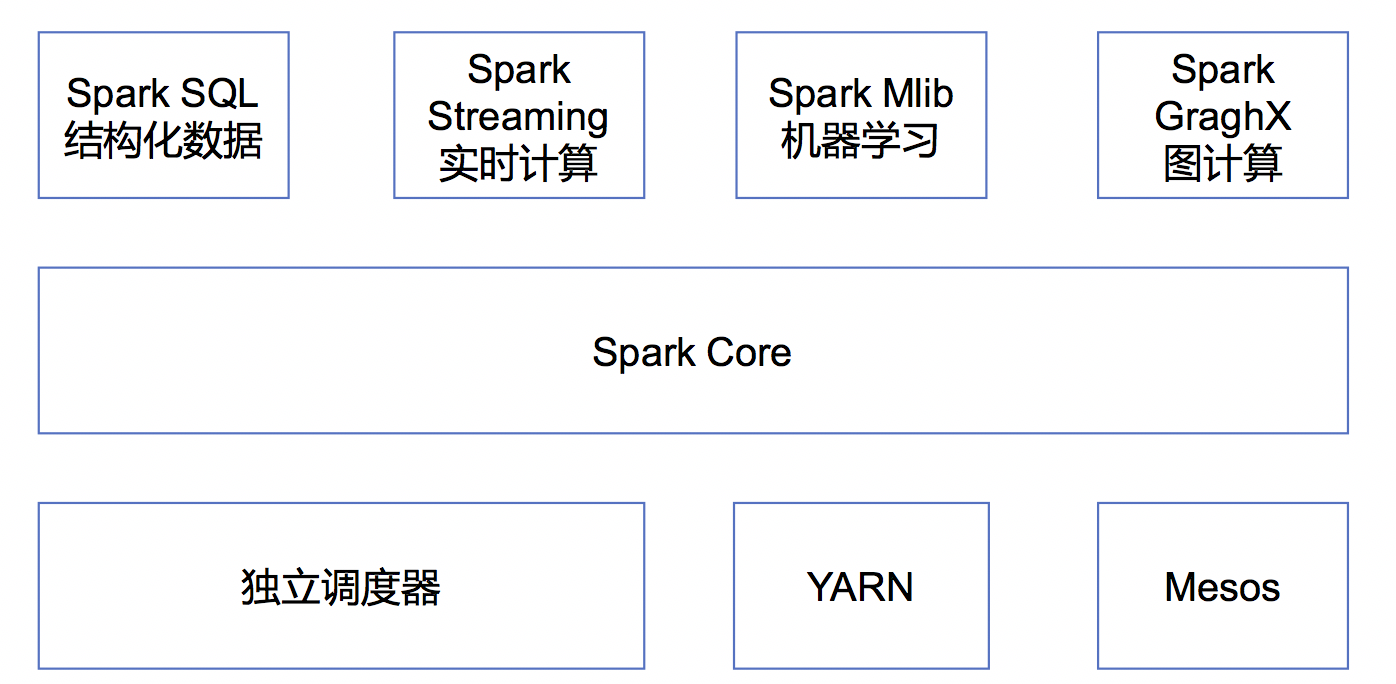 Spark SQL
结构化数据
Spark
Streaming
实时计算
Spark Mlib
机器学习
Spark
GraghX
图计算
Spark Core
独立调度器
YARN
Mesos